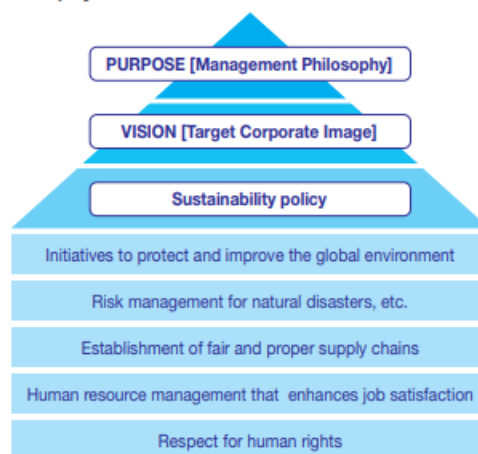 PURPOSE [Management Philosophy]
VISION [Target Corporate Image]
Sustainability policy
Initiatives to protect and improve the global environment
Risk management for natural disasters, etc.
Establishment of fair and proper supply chains
Human resource management that enhances job satisfaction
Respect for human rights